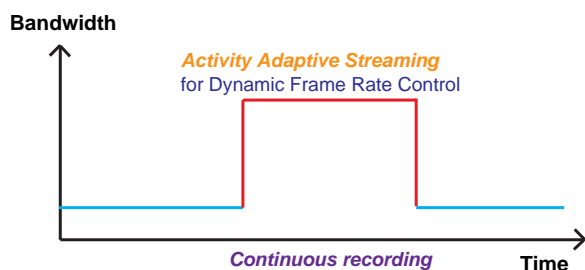 Bandwidth
Activity Adaptive Streaming
for Dynamic Frame Rate Control
Continuous recording
Time